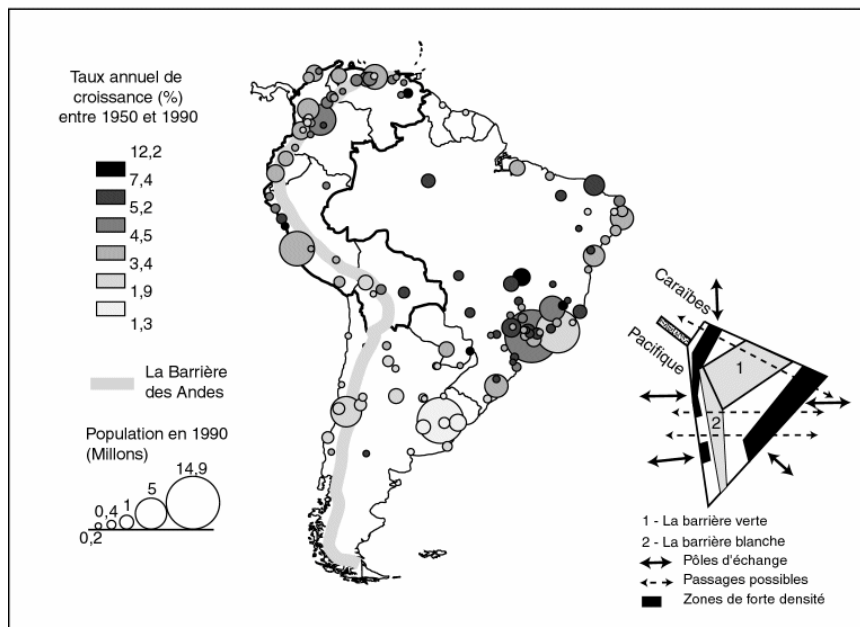 Taux annuel de
croissance (%)
entre 1950 et 1990
12,2
7,4
5,2
4,5
3,4
1,9
1,3
La Barrière
des Andes
Population en 1990
(Millons)
14,9
5
1
0,4
0,2
Caraïbes
Pacifique
1
2
1 - La barrière verte
2 - La barrière blanche
Pôles d'échange
Passages possibles
Zones de forte densité